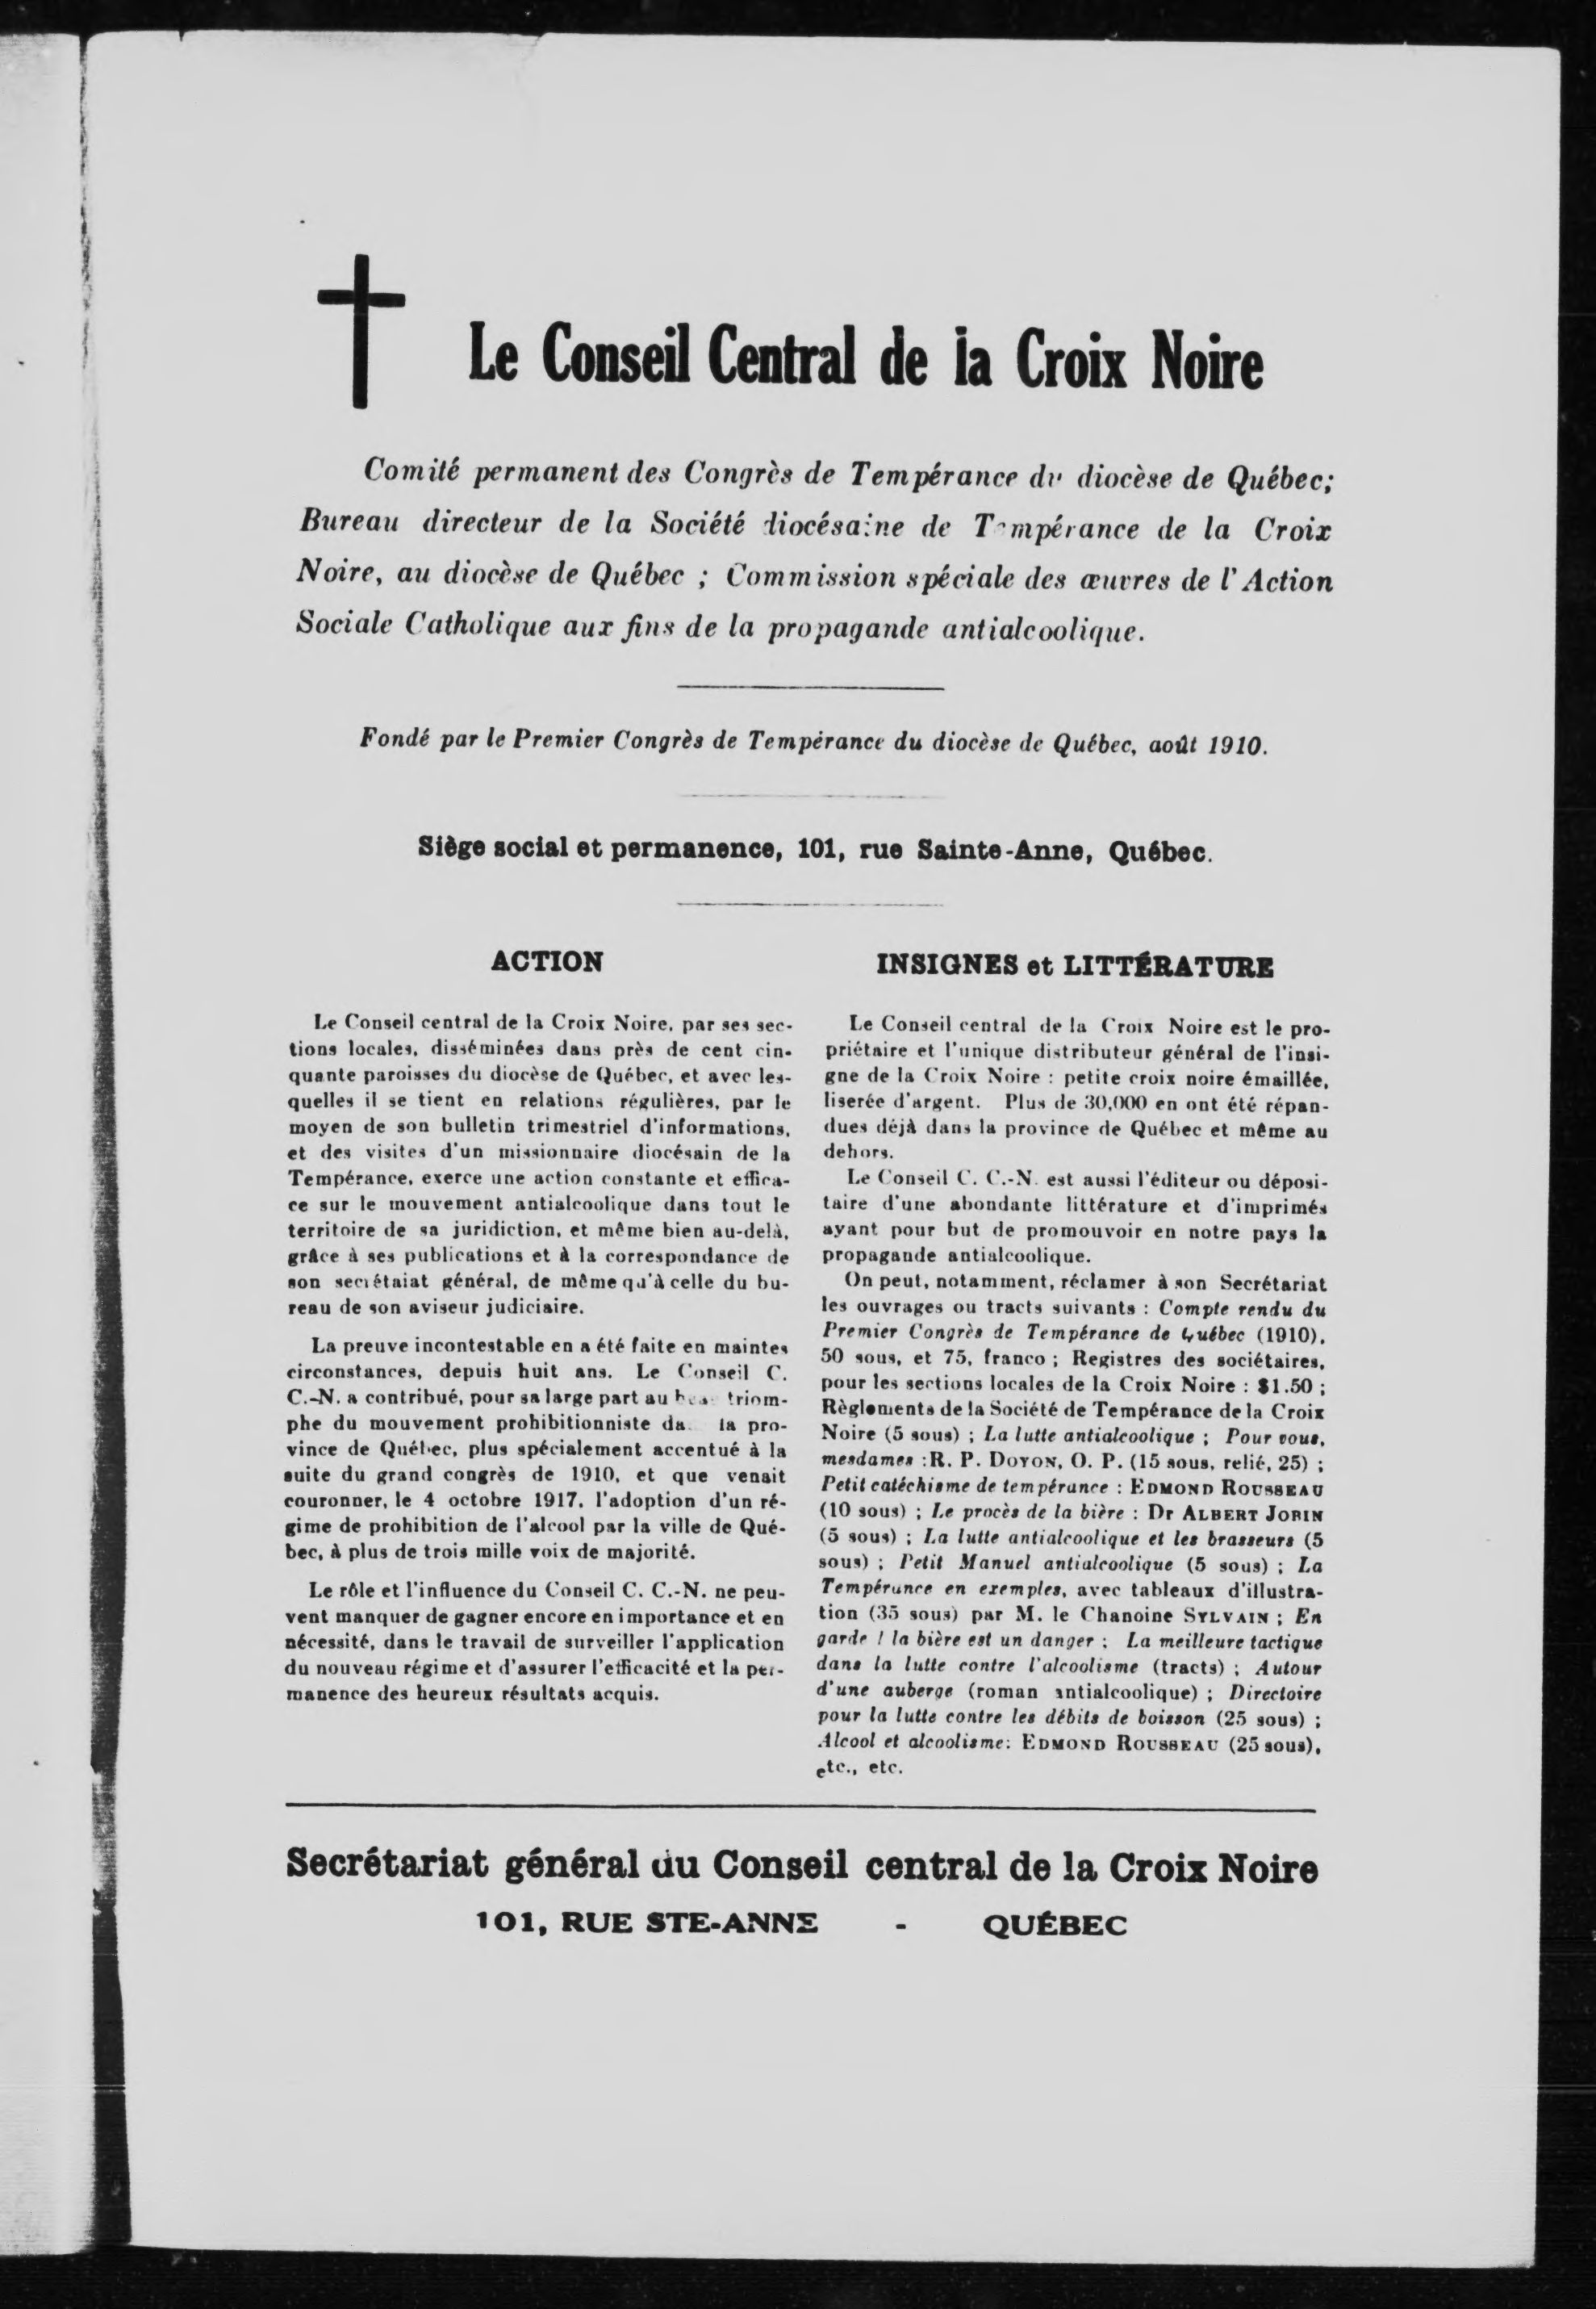 Le Conseil Central de la Croix Noire
Comité permanent des Congrès de Tempérance du diocèse de Québec;
Bureau directeur de la Société diocésaine de Tempérance de la Croix
Noire, au diocèse de Québec ; Commission spéciale des œuvres de l'Action
Sociale Catholique aux fins de la propagande antialcoolique.
Fondé par le Premier Congrès de Tempérance du diocèse de Québec, août 1910.
Siège social et permanence, 101, rue Sainte-Anne, Québec.
ACTION
Le Conseil central de la Croix Noire, par ses sec-
tions locales, disséminées dans près de cent cin-
quante paroisses du diocèse de Québec, et avec les-
quelles il se tient en relations régulières, par le
moyen de son bulletin trimestriel d'informations,
et des visites d'un missionnaire diocésain de la
Tempérance, exerce une action constante et effica-
ce sur le mouvement antialcoolique dans tout le
territoire de sa juridiction, et même bien au-delà,
grâce à ses publications et à la correspondance de
son secrétaiat général, de même qu'à celle du bu-
reau de son aviseur judiciaire.
La preuve incontestable en a été faite en maintes
circonstances, depuis huit ans. Le Conseil C.
C.-N. a contribué, pour sa large part au triom-
phe du mouvement prohibitionniste la pro-
vince de Québec, plus spécialement accentué à la
suite du grand congrès de 1910, et que venait
couronner, le 4 octobre 1917, l'adoption d'un ré-
gime de prohibition de l'alcool par la ville de Qué-
bec, à plus de trois mille voix de majorité.
Le rôle et l'influence du Conseil C. C.-N. ne peu-
vent manquer de gagner encore en importance et en
nécessité, dans le travail de surveiller l'application
du nouveau régime et d'assurer l'efficacité et la per-
manence des heureux résultats acquis.
INSIGNES et LITTÉRATURE
Le Conseil central de la Croix Noire est le pro-
priétaire et l'unique distributeur général de l'insi-
gne de la Croix Noire : petite croix noire émaillée,
liserée d'argent. Plus de 30,000 en ont été répan-
dues déjà dans la province de Québec et même au
dehors.
Le Conseil C. C.-N. est aussi l'éditeur ou déposi-
taire d'une abondante littérature et d'imprimés
ayant pour but de promouvoir en notre pays la
propagande antialcoolique.
On peut, notamment, réclamer à son Secrétariat
les ouvrages ou tracts suivants : Compte rendu du
Premier Congrès de Tempérance de Québec (1910),
50 sous, et 75, franco ; Registres des sociétaires,
pour les sections locales de la Croix Noire : $1.50 ;
Règlements de la Société de Tempérance de la Croix
Noire (5 sous) ; La lutte antialcoolique ; Pour vous,
mesdames :R. P. DOYON, O. P. (15 sous, relié, 25) ;
Petit catéchisme de tempérance : EDMOND ROUSSEAU
(10 sous) ; Le procès de la bière : Dr ALBERT JOBIN
(5 sous) ; La lutte antialcoolique et les brasseurs (5
sous) ; Petit Manuel antialcoolique (5 sous) ; La
Tempérance en exemples, avec tableaux d'illustra-
tion (35 sous) par M. le Chanoine SYLVAIN ; En
garde ! la bière est un danger ; La meilleure tactique
dans la lutte contre l'alcoolisme (tracts) ; Autour
d'une auberge (roman antialcoolique) ; Directoire
pour la lutte contre les débits de boisson (25 sous) ;
Alcool et alcoolisme: EDMOND ROUSSEAU (25 sous),
etc., etc.
Secrétariat général du Conseil central de la Croix Noire
101, RUE STE-ANNE - QUÉBEC